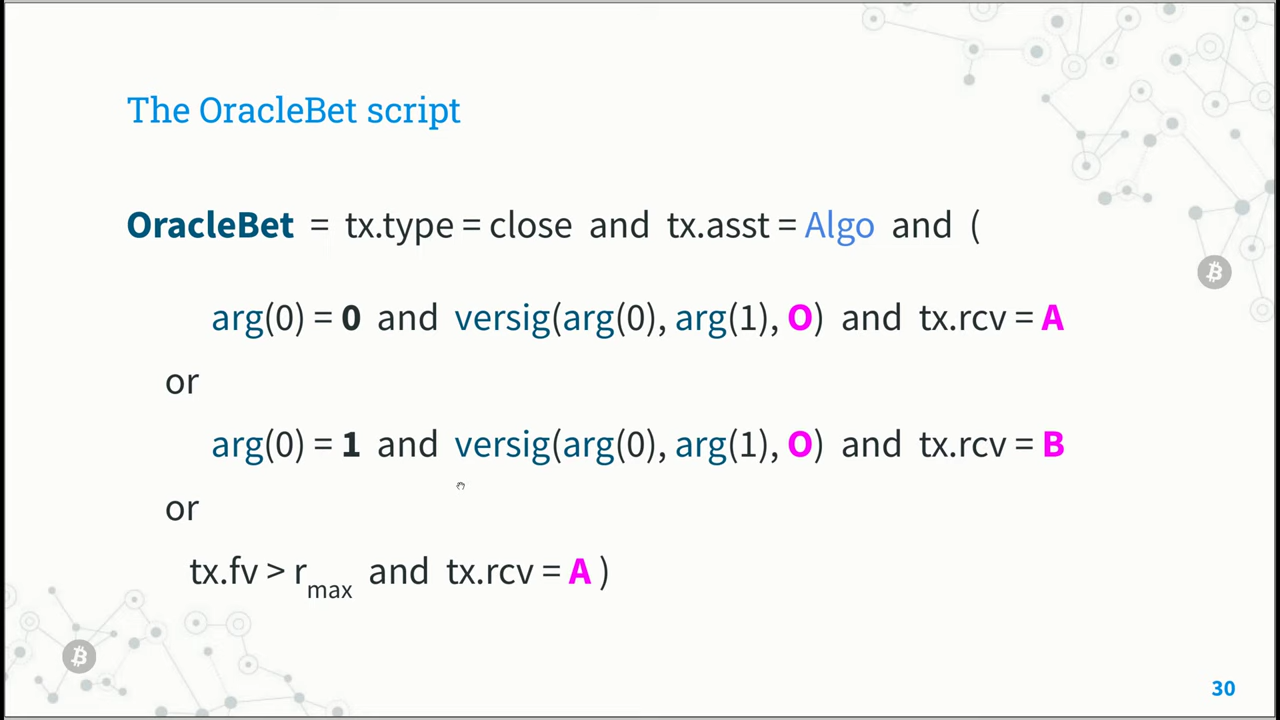 The OracleBet script
OracleBet = tx.type = close and tx.asst = Algo and (
arg(0) = 0 and versig(arg(0), arg(1), O) and tx.rcv = A
or
arg(0) = 1 and versig(arg(0), arg(1), O) and tx.rcv = B
or
tx.fv > rmax and tx.rcv = A )
30